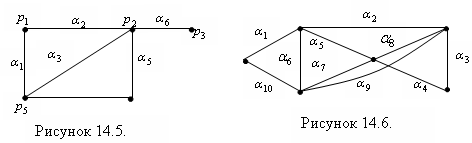 p₁ α₂ p₂ α₆
p₃
α₁ α₃ α₅
p₅
Рисунок 14.5.
α₂
α₁ α₅ α₈
α₆ α₇ α₃
α₁₀ α₉ α₄
Рисунок 14.6.